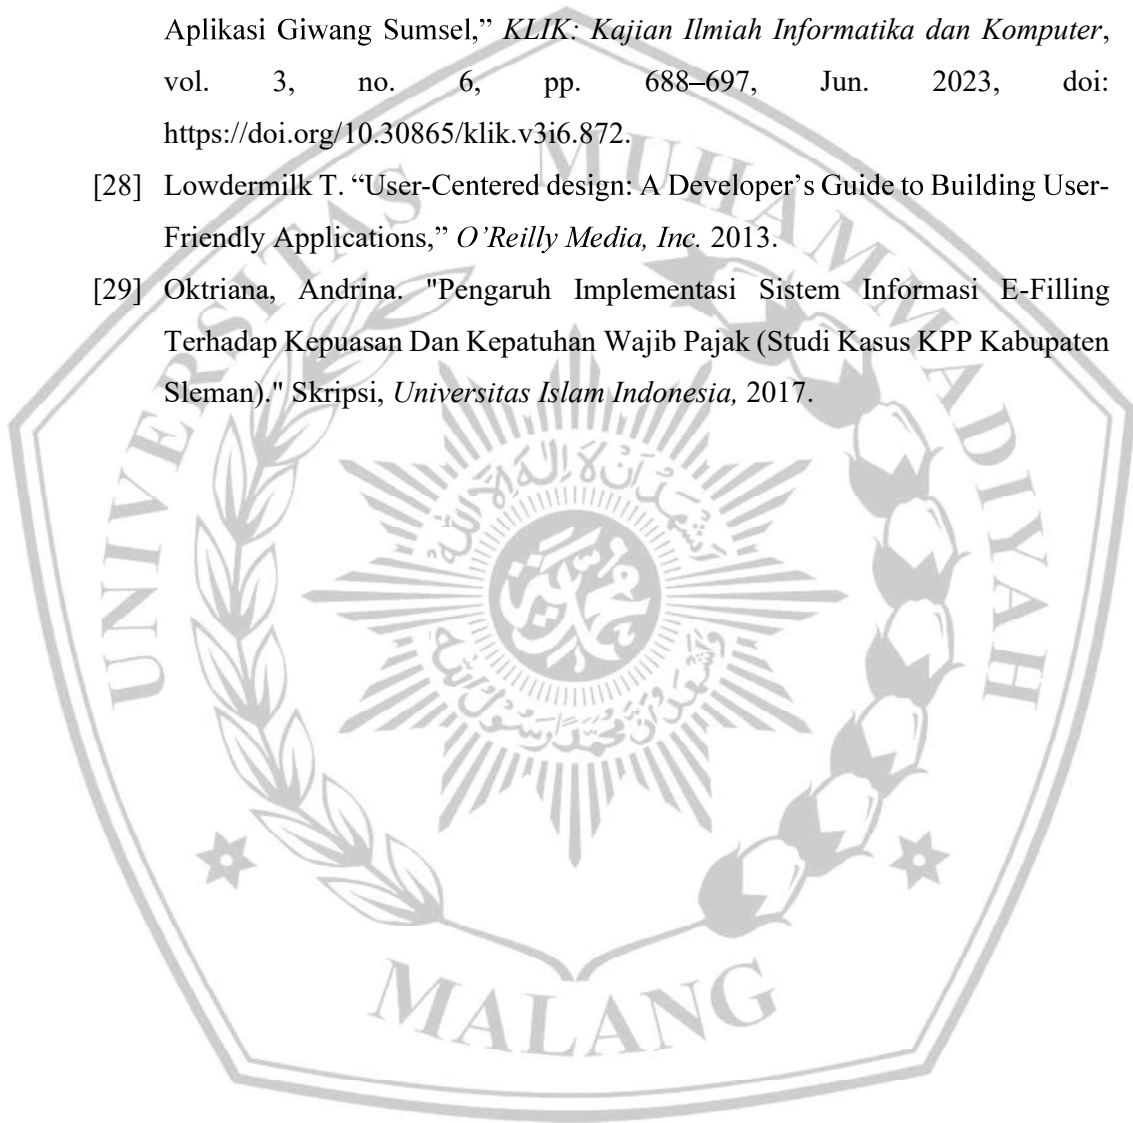 Aplikasi Giwang Sumsel,” KLIK: Kajian Ilmiah Informatika dan Komputer,
vol. 3, no. 6, pp. 688–697, Jun. 2023, doi:
https://doi.org/10.30865/klik.v3i6.872.
[28] Lowdermilk T. “User-Centered design: A Developer’s Guide to Building User-
Friendly Applications,” O’Reilly Media, Inc. 2013.
[29] Oktriana, Andrina. "Pengaruh Implementasi Sistem Informasi E-Filling
Terhadap Kepuasan Dan Kepatuhan Wajib Pajak (Studi Kasus KPP Kabupaten
Sleman)." Skripsi, Universitas Islam Indonesia, 2017.
UNIVERSITAS MUHAMMADIYAH
MALANG